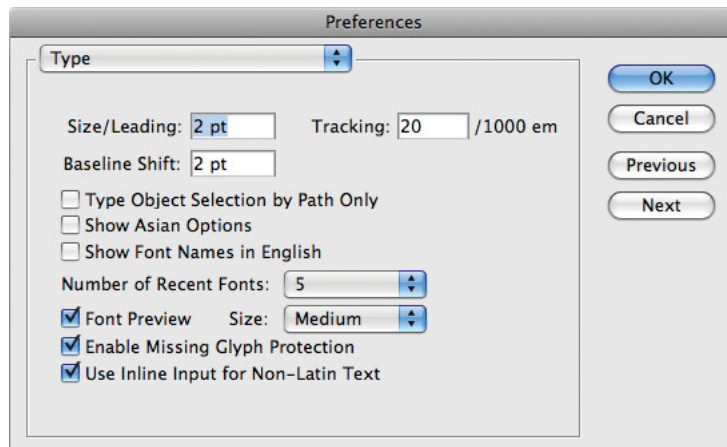 Preferences
Type
OK
Size/Leading: 2 pt Tracking: 20 /1000 em
Cancel
Baseline Shift: 2 pt
Previous
Type Object Selection by Path Only
Next
Show Asian Options
Show Font Names in English
Number of Recent Fonts: 5
Font Preview Size: Medium
Enable Missing Glyph Protection
Use Inline Input for Non-Latin Text